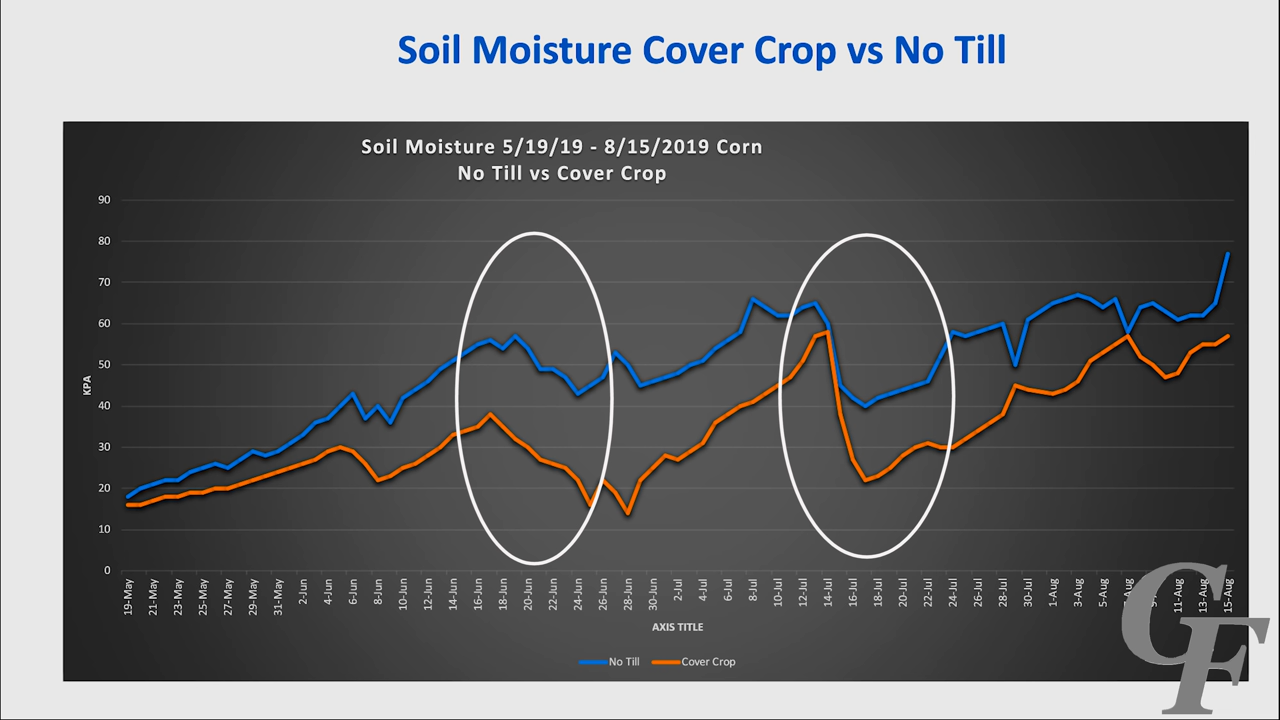 Soil Moisture Cover Crop vs No Till
Soil Moisture 5/19/19 - 8/15/2019 Corn
No Till vs Cover Crop
90
80
70
60
50
40
30
20
10
0
KPA
19-May
21-May
23-May
25-May
27-May
29-May
31-May
2-Jun
4-Jun
6-Jun
8-Jun
10-Jun
12-Jun
14-Jun
16-Jun
18-Jun
20-Jun
22-Jun
24-Jun
26-Jun
28-Jun
30-Jun
2-Jul
4-Jul
6-Jul
8-Jul
10-Jul
12-Jul
14-Jul
16-Jul
18-Jul
20-Jul
22-Jul
24-Jul
26-Jul
28-Jul
30-Jul
1-Aug
3-Aug
5-Aug
11-Aug
13-Aug
15-Aug
AXIS TITLE
No Till
Cover Crop
CF